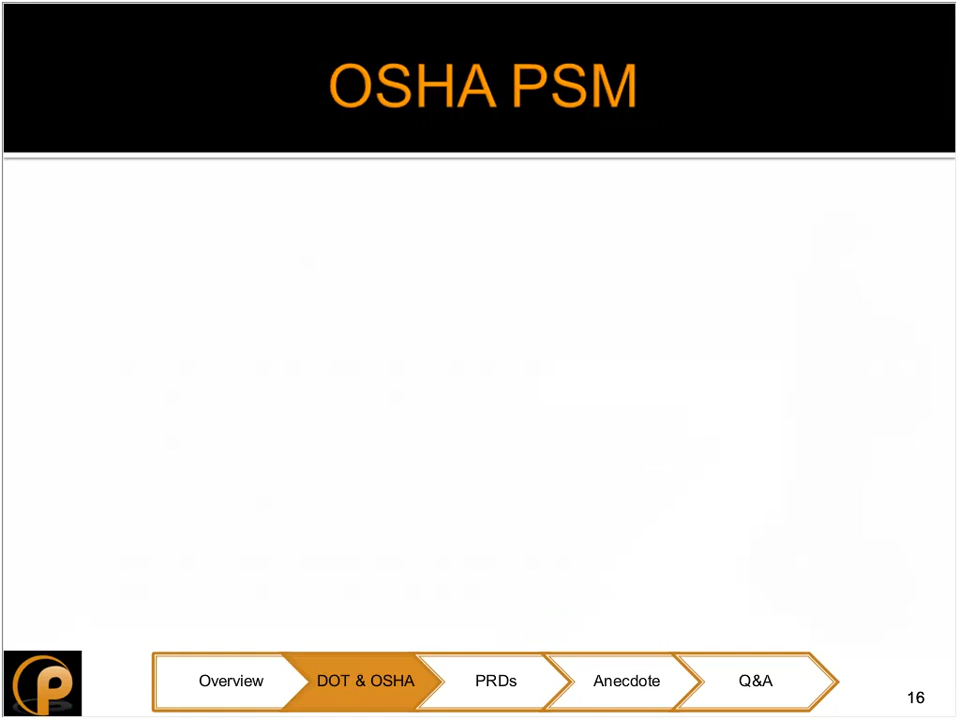 OSHA PSM
Overview
DOT & OSHA
PRDs
Anecdote
Q&A
16